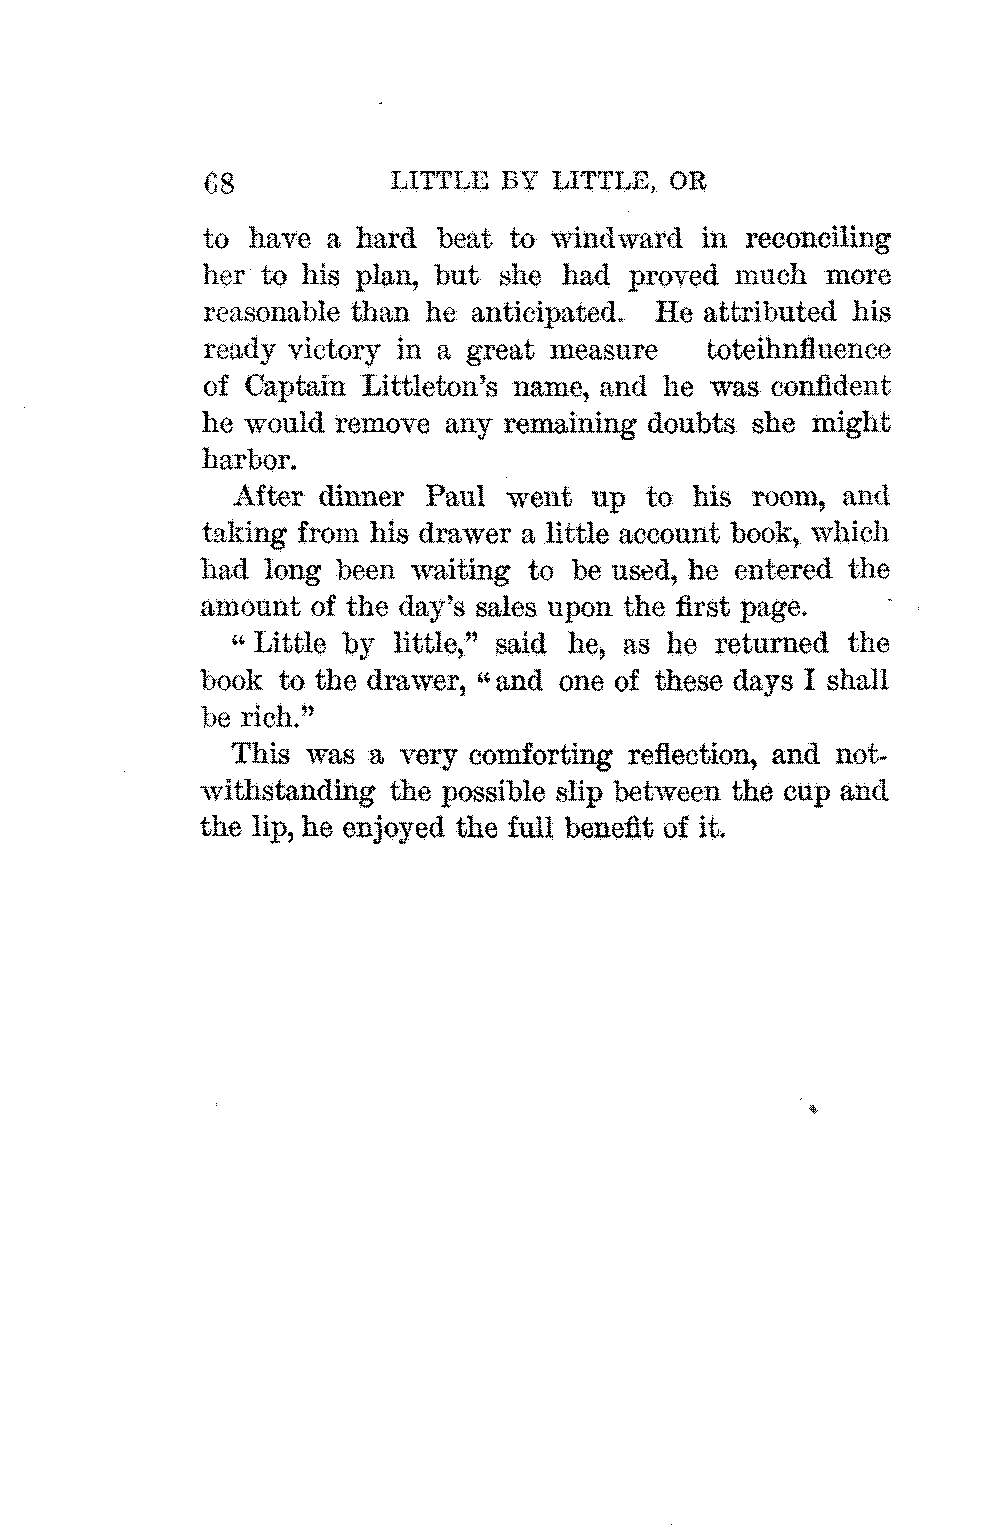 68 LITTLE BY LITTLE, OR
to have a hard beat to windward in reconciling
her to his plan, but she had proved much more
reasonable than he anticipated. He attributed his
ready victory in a great measure toteihnfluence
of Captain Littleton's name, and he was confident
he would remove any remaining doubts she might
harbor.
After dinner Paul went up to his room, and
taking from his drawer a little account book, which
had long been waiting to be used, he entered the
amount of the day's sales upon the first page.
“Little by little,” said he, as he returned the
book to the drawer, “and one of these days I shall
be rich.”
This was a very comforting reflection, and not-
withstanding the possible slip between the cup and
the lip, he enjoyed the full benefit of it.